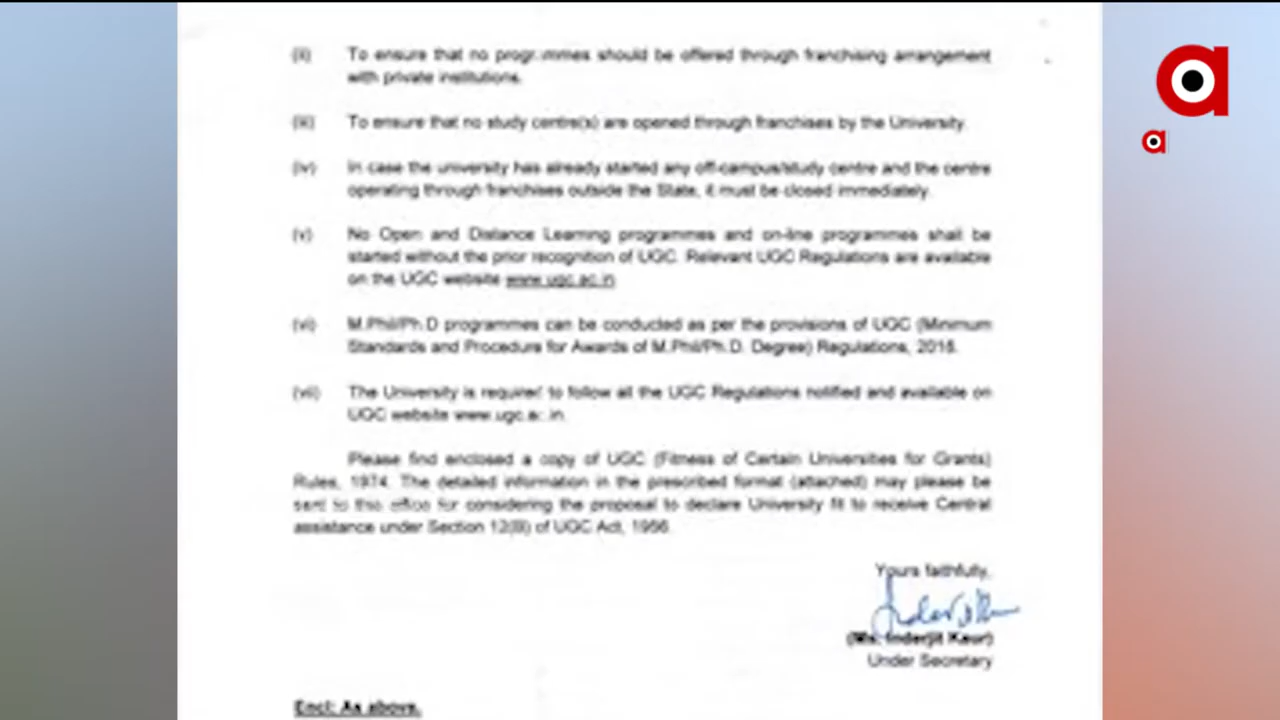 (ii) To ensure that no programmes should be offered through franchising arrangement
with private institutions.
(iii) To ensure that no study centre(s) are opened through franchises by the University.
(iv) In case the university has already started any off-campus/study centre and the centre
operating through franchises outside the State, it must be closed immediately.
(v) No Open and Distance Learning programmes and on-line programmes shall be
started without the prior recognition of UGC. Relevant UGC Regulations are available
on the UGC website www.ugc.ac.in
(vi) M.Phil/Ph.D programmes can be conducted as per the provisions of UGC (Minimum
Standards and Procedure for Awards of M.Phil/Ph.D. Degree) Regulations,
(vii) The University is required to follow all the UGC Regulations notified and available on
UGC website www.ugc.ac.in.
Please find enclosed a copy of UGC (Fitness of Certain Universities for Grants)
Rules, 1974. The detailed information in the prescribed format (attached) may please be
sent to this office for considering the proposal to declare University fit to receive Central
assistance under Section 12(B) of UGC Act, 1956.
Yours faithfully,
(Ms. Inderjit Kaur)
Under Secretary
Encl: As above.
a
a